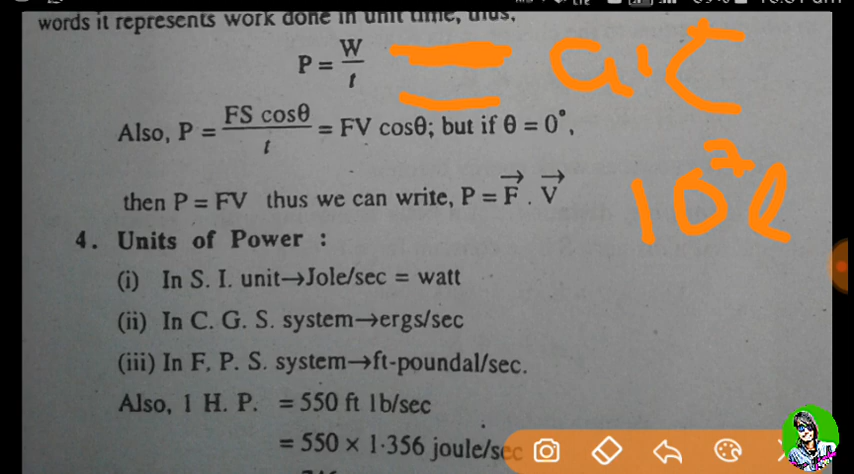 words it represents work done in unit time, thus,
P = W/t
Also, P = FS cosθ/t = FV cosθ; but if θ = 0°,
then P = FV thus we can write, P = F⃗ . V⃗
4. Units of Power :
(i) In S. I. unit→Jole/sec = watt
(ii) In C. G. S. system→ergs/sec
(iii) In F. P. S. system→ft-poundal/sec.
Also, 1 H. P. = 550 ft lb/sec
= 550 × 1·356 joule/sec